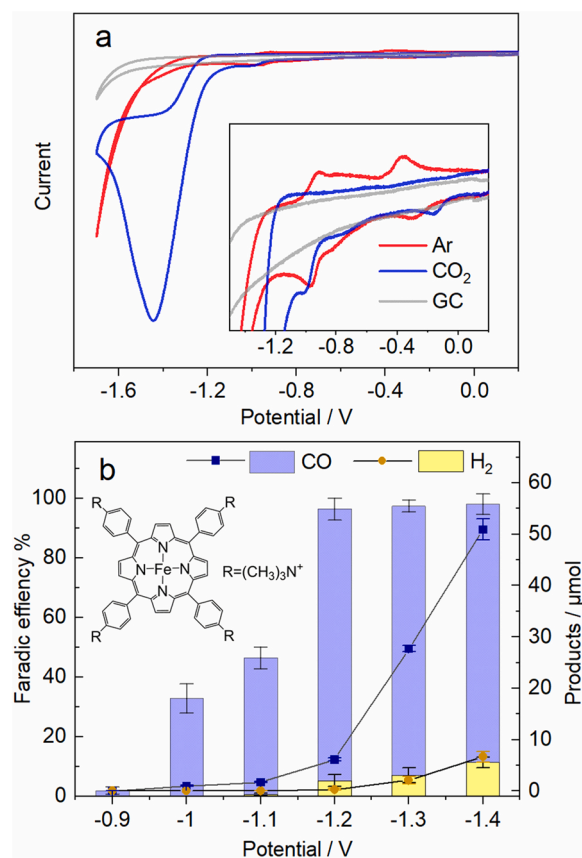 a
Current
Ar
CO₂
GC
-1.2
-0.8
-0.4
0.0
-1.6
-1.2
-0.8
-0.4
0.0
Potential / V
b
CO
H₂
Faradic effiency %
Products / μmol
100
80
60
40
20
0
60
50
40
30
20
10
0
R
R
N
N
Fe
N
N
R
R
R=(CH₃)₃N⁺
-0.9
-1
-1.1
-1.2
-1.3
-1.4
Potential / V